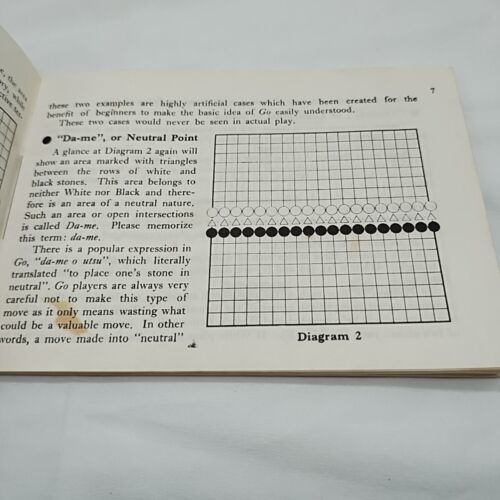 7
these two examples are highly artificial cases which have been created for the
benefit of beginners to make the basic idea of Go easily understood.
These two cases would never be seen in actual play.
● "Da-me", or Neutral Point
A glance at Diagram 2 again will
show an area marked with triangles
between the rows of white and
black stones. This area belongs to
neither White nor Black and there-
fore is an area of a neutral nature.
Such an area or open intersections
is called Da-me. Please memorize
this term: da-me.
There is a popular expression in
Go, "da-me o utsu", which literally
translated "to place one's stone in
neutral". Go players are always very
careful not to make this type of
move as it only means wasting what
could be a valuable move. In other
words, a move made into "neutral"
Diagram 2